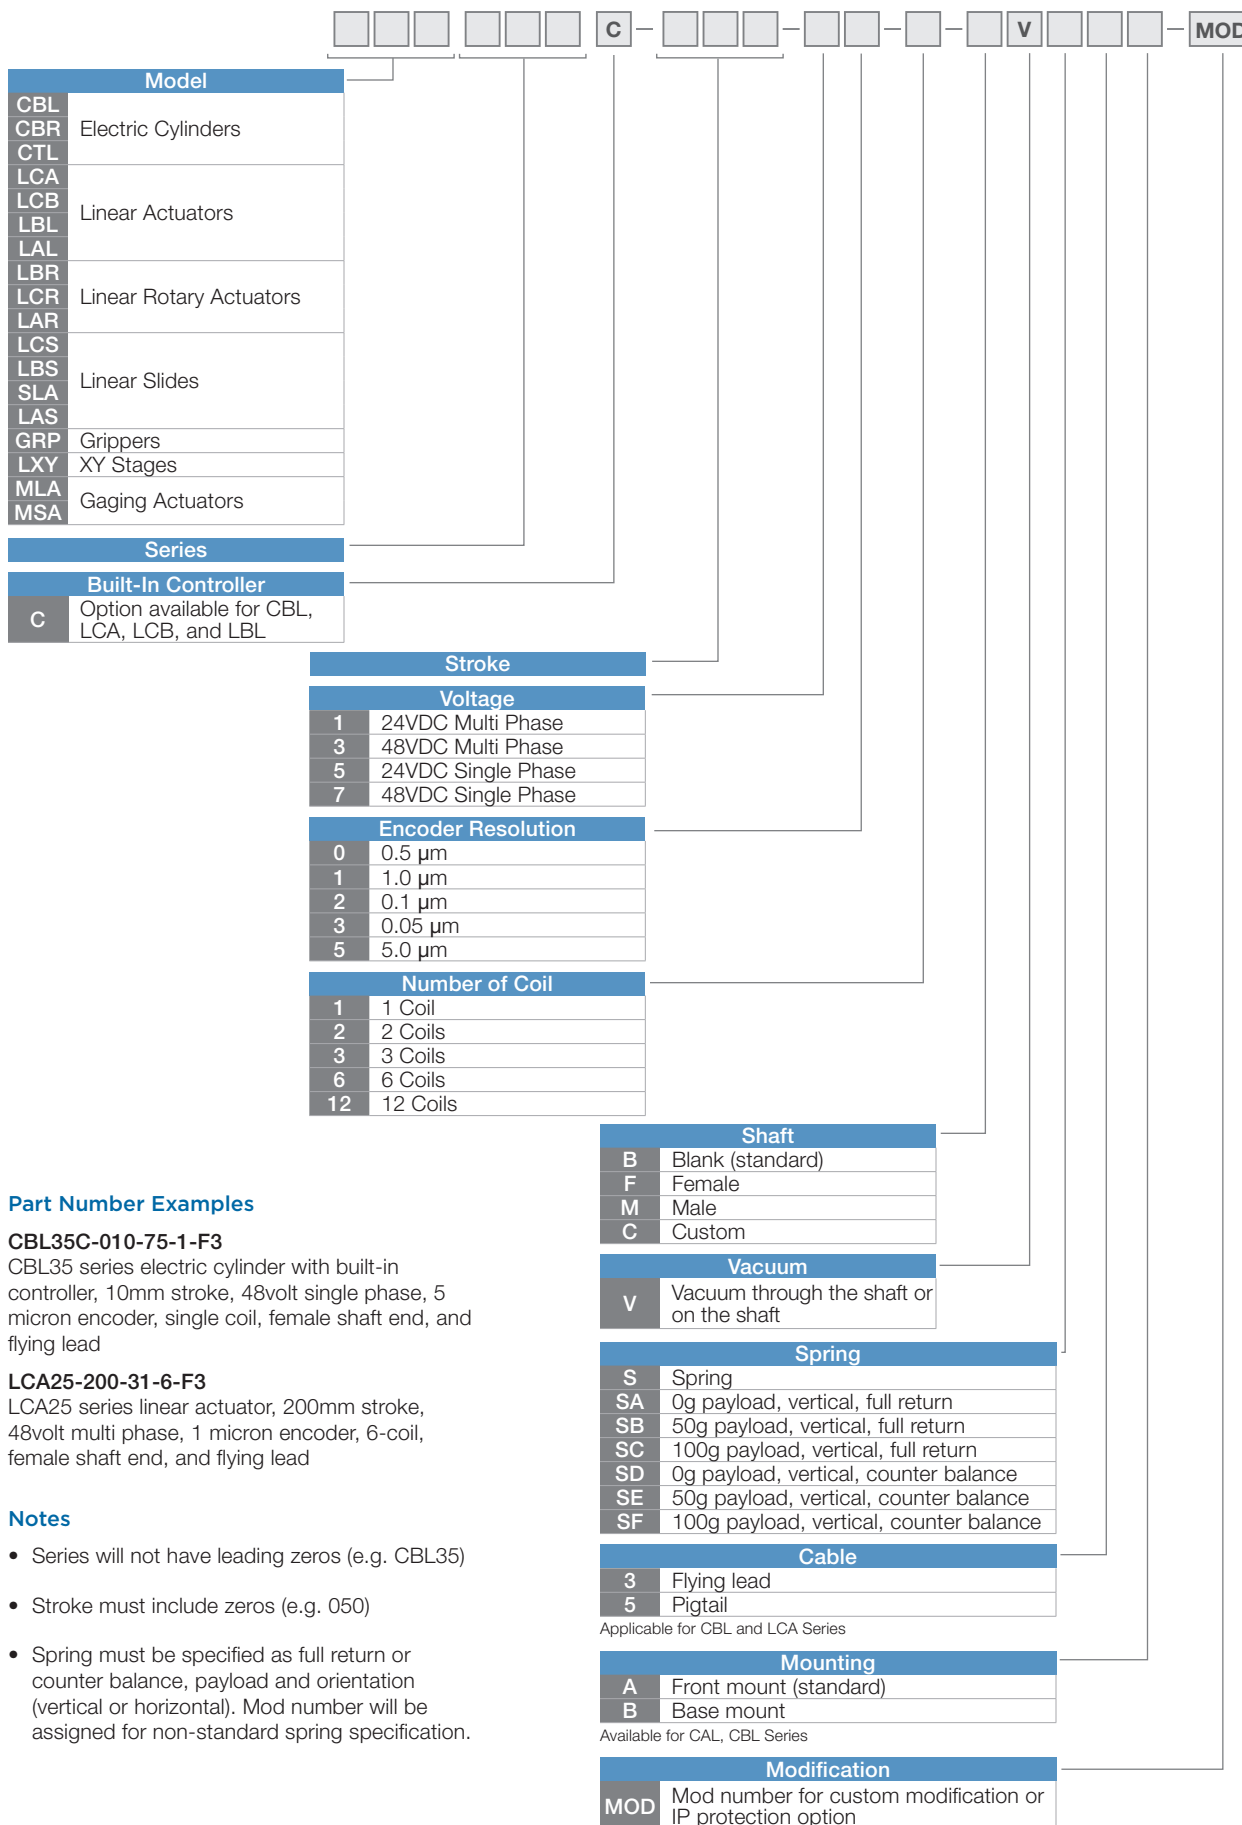 C V MOD
Model
CBL
CBR Electric Cylinders
CTL
LCA
LCB Linear Actuators
LBL
LAL
LBR
LCR Linear Rotary Actuators
LAR
LCS
LBS Linear Slides
SLA
LAS
GRP Grippers
LXY XY Stages
MLA Gaging Actuators
MSA
Series
Built-In Controller
C Option available for CBL,
LCA, LCB, and LBL
Stroke
Voltage
1 24VDC Multi Phase
3 48VDC Multi Phase
5 24VDC Single Phase
7 48VDC Single Phase
Encoder Resolution
0 0.5 µm
1 1.0 µm
2 0.1 µm
3 0.05 µm
5 5.0 µm
Number of Coil
1 1 Coil
2 2 Coils
3 3 Coils
6 6 Coils
12 12 Coils
Shaft
B Blank (standard)
F Female
M Male
C Custom
Vacuum
V Vacuum through the shaft or
on the shaft
Spring
S Spring
SA 0g payload, vertical, full return
SB 50g payload, vertical, full return
SC 100g payload, vertical, full return
SD 0g payload, vertical, counter balance
SE 50g payload, vertical, counter balance
SF 100g payload, vertical, counter balance
Cable
3 Flying lead
5 Pigtail
Applicable for CBL and LCA Series
Mounting
A Front mount (standard)
B Base mount
Available for CAL, CBL Series
Modification
MOD Mod number for custom modification or
IP protection option
Part Number Examples
CBL35C-010-75-1-F3
CBL35 series electric cylinder with built-in
controller, 10mm stroke, 48volt single phase, 5
micron encoder, single coil, female shaft end, and
flying lead
LCA25-200-31-6-F3
LCA25 series linear actuator, 200mm stroke,
48volt multi phase, 1 micron encoder, 6-coil,
female shaft end, and flying lead
Notes
• Series will not have leading zeros (e.g. CBL35)
• Stroke must include zeros (e.g. 050)
• Spring must be specified as full return or
counter balance, payload and orientation
(vertical or horizontal). Mod number will be
assigned for non-standard spring specification.